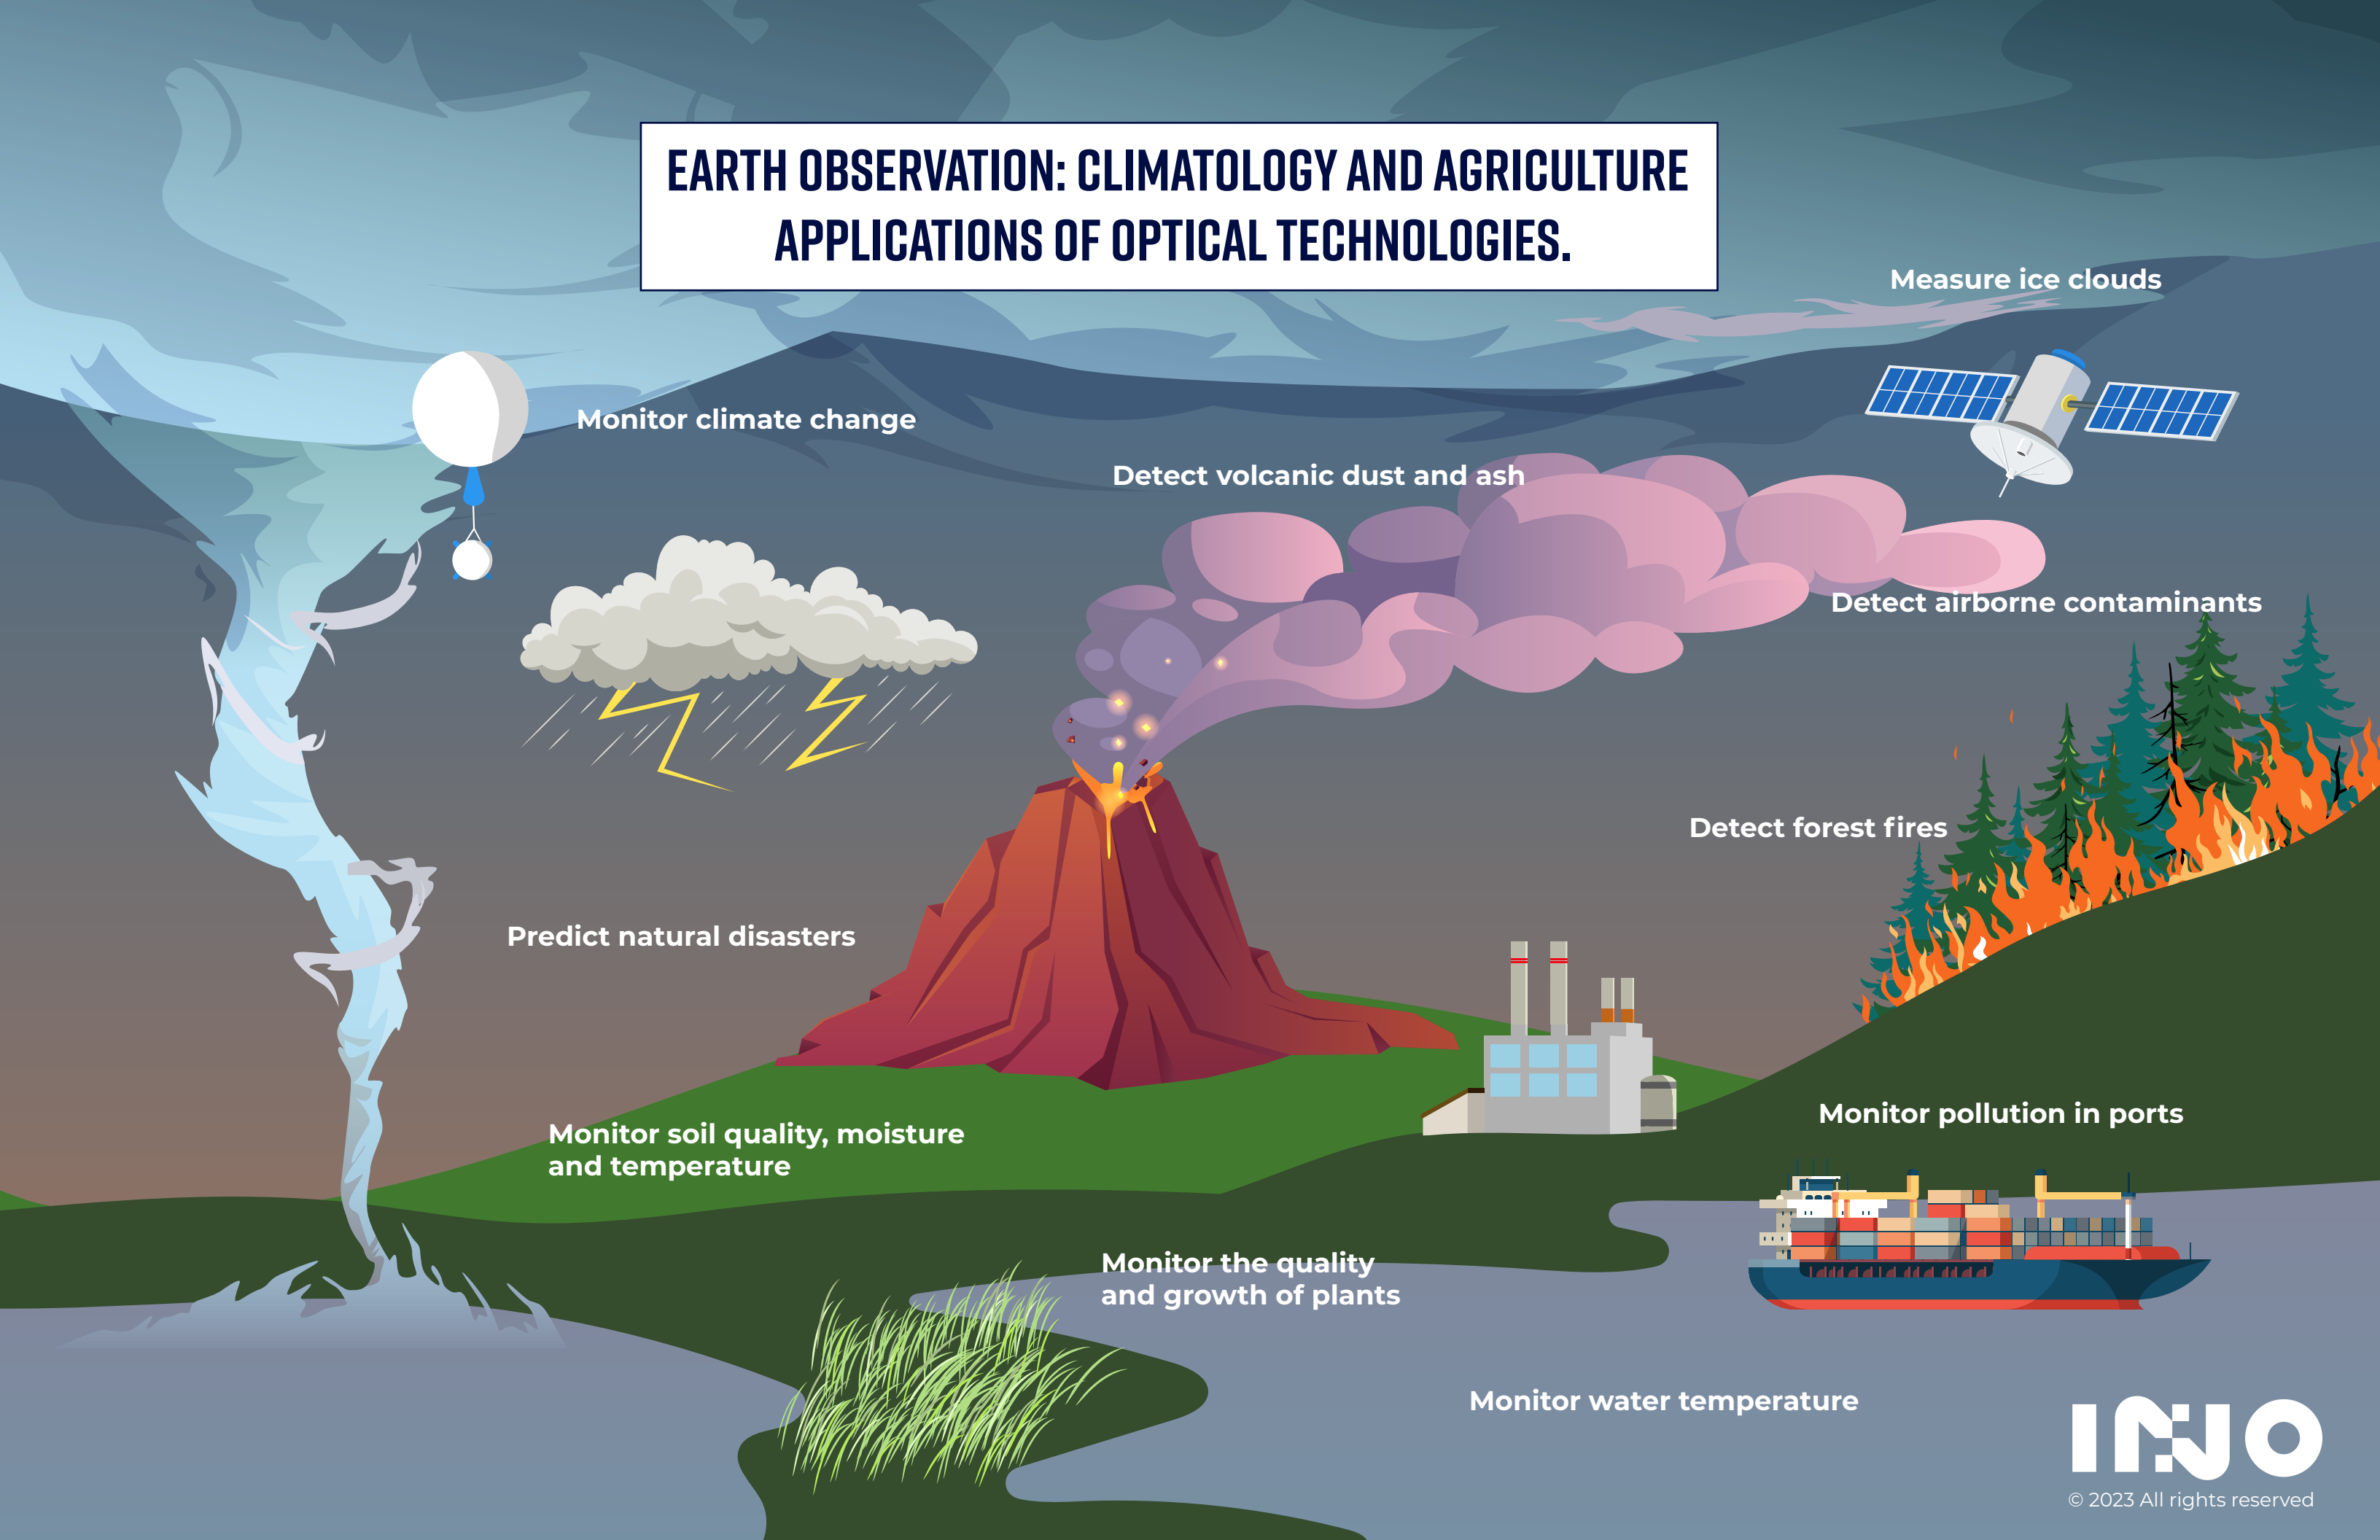 EARTH OBSERVATION: CLIMATOLOGY AND AGRICULTURE
APPLICATIONS OF OPTICAL TECHNOLOGIES.
Measure ice clouds
Monitor climate change
Detect volcanic dust and ash
Detect airborne contaminants
Detect forest fires
Predict natural disasters
Monitor pollution in ports
Monitor soil quality, moisture
and temperature
Monitor the quality
and growth of plants
Monitor water temperature
INO
© 2023 All rights reserved